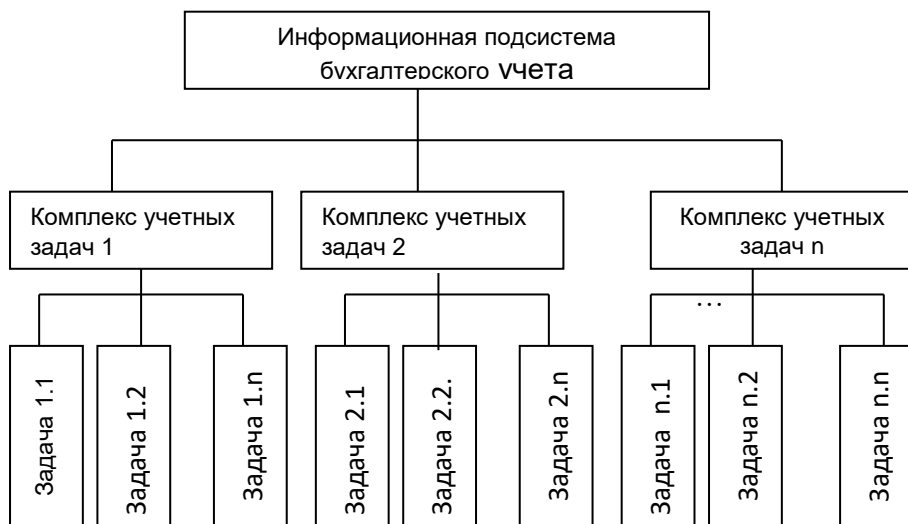 Информационная подсистема
бухгалтерского учета
Комплекс учетных
задач 1
Комплекс учетных
задач 2
Комплекс учетных
задач n
...
Задача 1.1
Задача 1.2
Задача 1.n
Задача 2.1
Задача 2.2.
Задача 2.n
Задача n.1
Задача n.2
Задача n.n